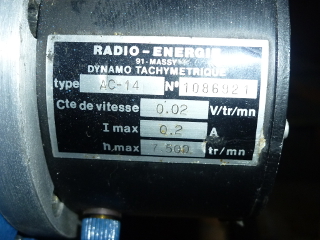 RADIO-ENERGIE
91-MASSY
DYNAMO TACHYMETRIQUE
type AC-14 N° 1086921
Cte de vitesse 0.02 V/tr/mn
I max 0,2 A
n.max 7 500 tr/mn